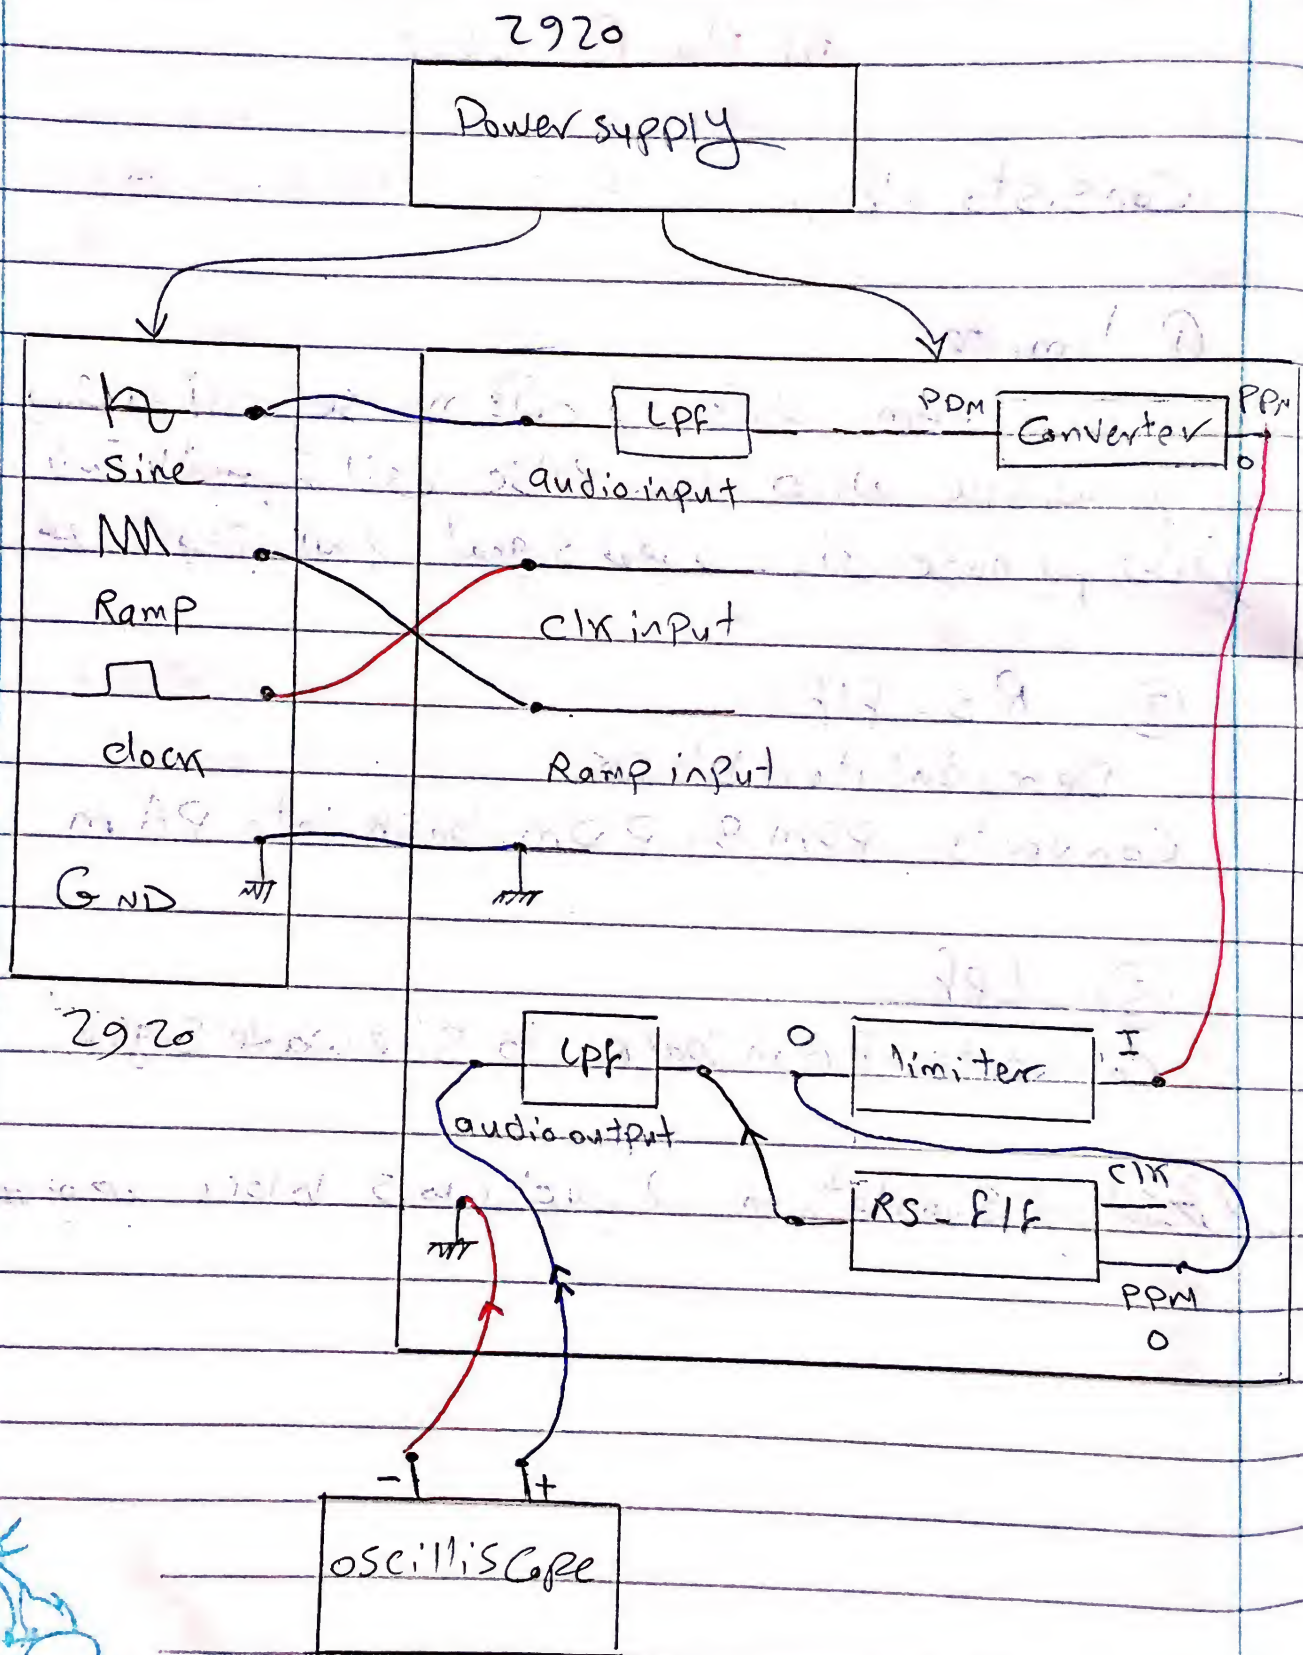 2920
Power supply
Sine
Ramp
clock
GND
2920
LPF
PDM
Converter
PPM
O
audio input
Clk input
Ramp input
LPF
O
limiter
I
audio output
RS-F/F
Clk
PPM
O
- +
oscilliscope